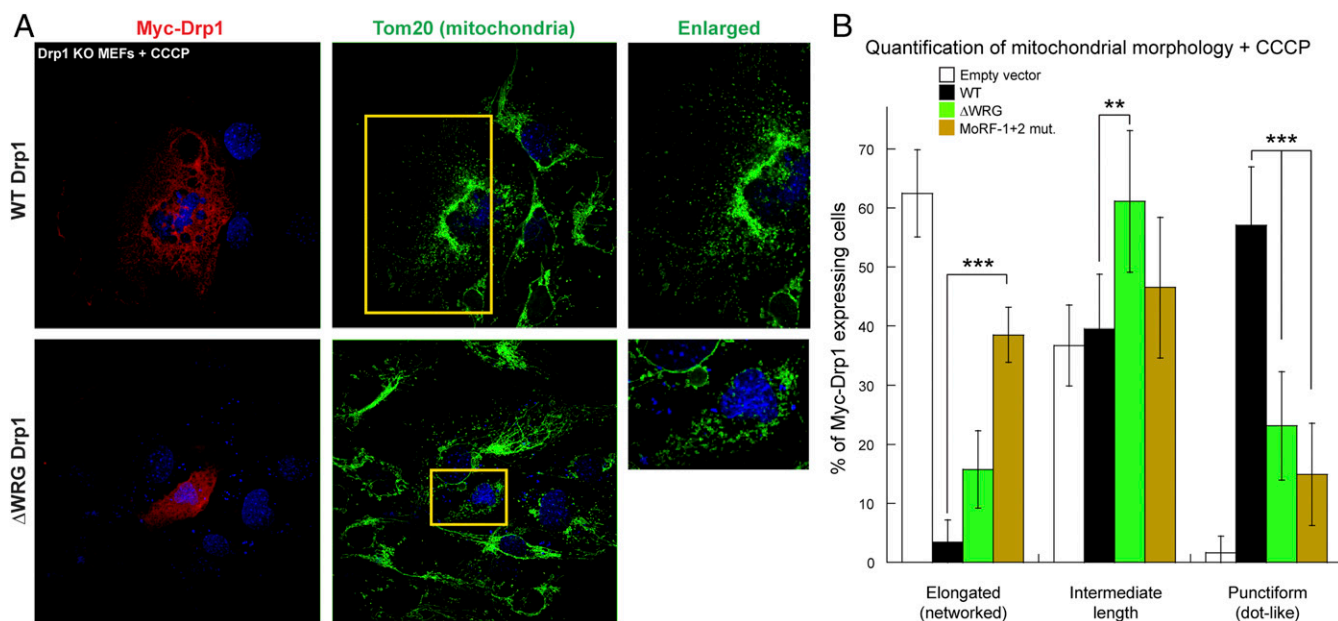 A
Myc-Drp1
Tom20 (mitochondria)
Enlarged
Drp1 KO MEFs + CCCP
WT Drp1
ΔWRG Drp1
B
Quantification of mitochondrial morphology + CCCP
Empty vector
WT
ΔWRG
MoRF-1+2 mut.
% of Myc-Drp1 expressing cells
70
60
50
40
30
20
10
0
***
**
***
Elongated
(networked)
Intermediate
length
Punctiform
(dot-like)